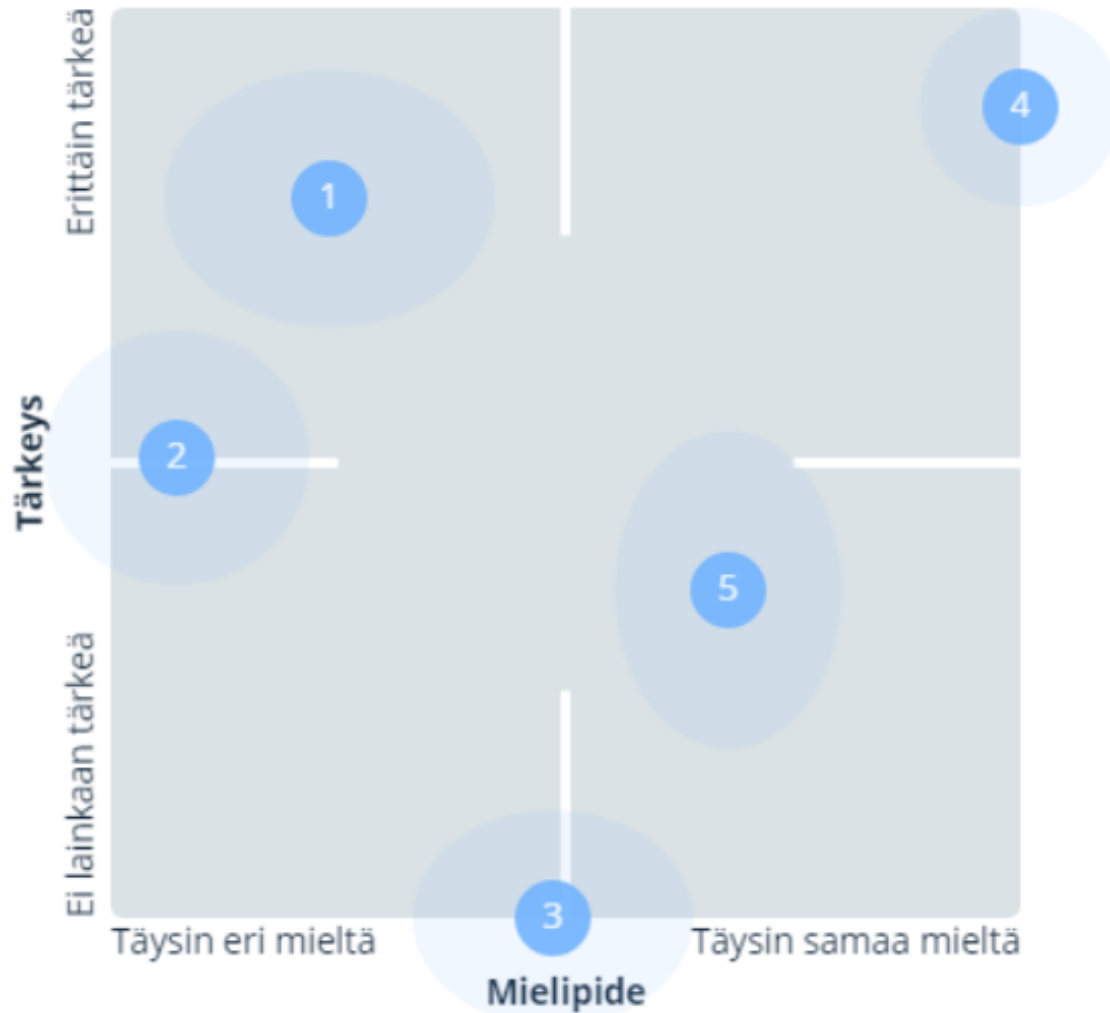 Erittäin tärkeä
Tärkeys
Ei lainkaan tärkeä
1
4
2
5
3
Täysin eri mieltä
Täysin samaa mieltä
Mielipide